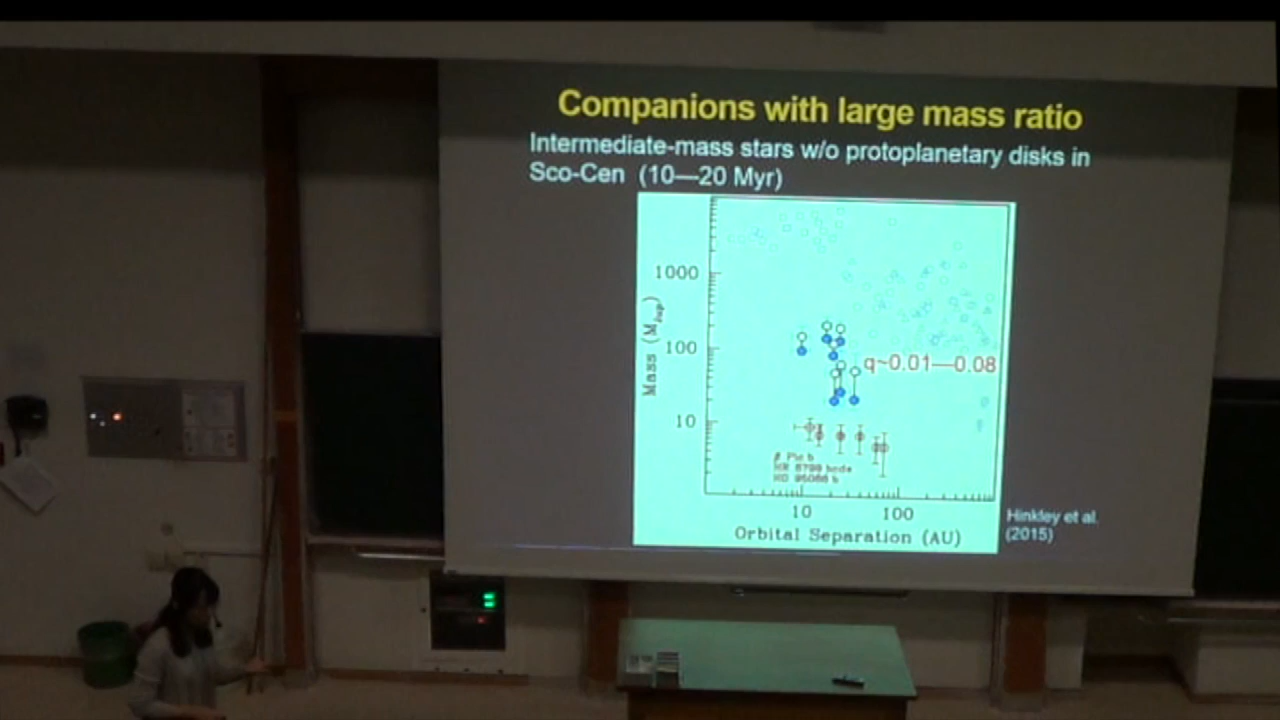 Companions with large mass ratio
Intermediate-mass stars w/o protoplanetary disks in
Sco-Cen (10—20 Myr)
1000
100
10
Mass (M_Jup)
q~0.01—0.08
β Pic b
HR 8799 bcde
HD 95086 b
10 100
Orbital Separation (AU)
Hinkley et al.
(2015)